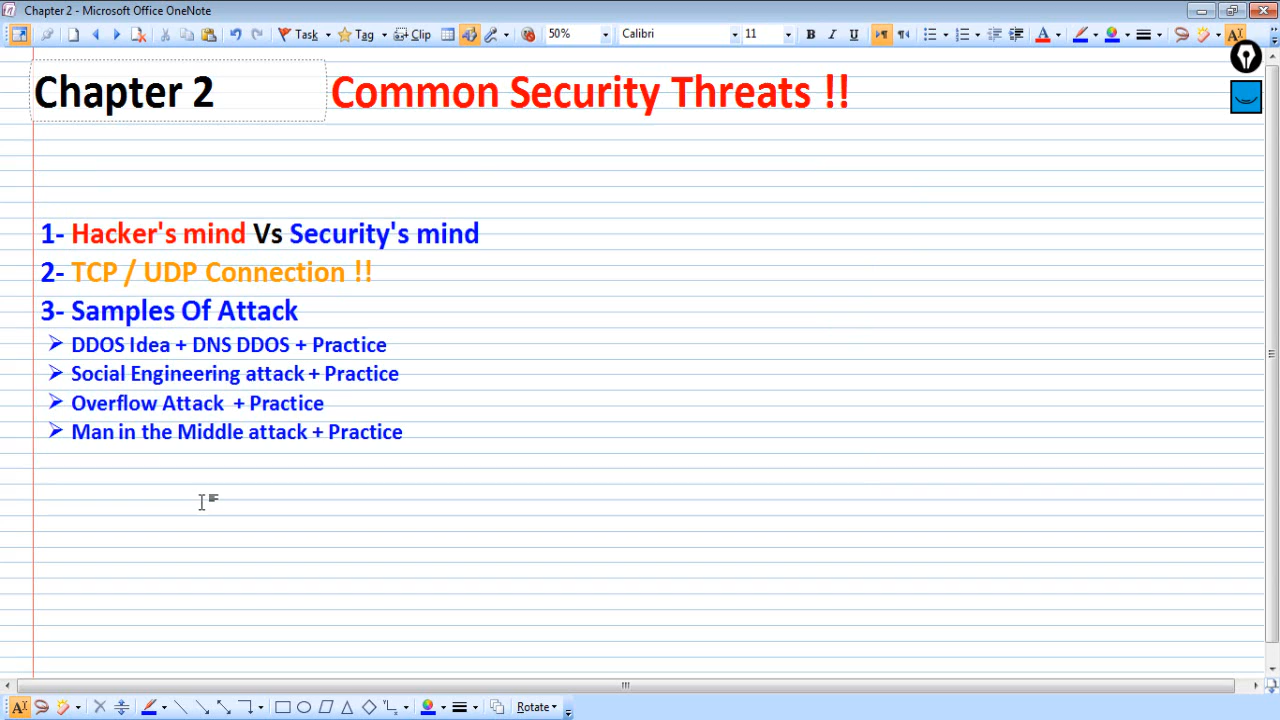 Chapter 2 - Microsoft Office OneNote
Task Tag Clip 50% Calibri 11 B I U A A
Chapter 2 Common Security Threats !!
1- Hacker's mind Vs Security's mind
2- TCP / UDP Connection !!
3- Samples Of Attack
DDOS Idea + DNS DDOS + Practice
Social Engineering attack + Practice
Overflow Attack + Practice
Man in the Middle attack + Practice
A Rotate